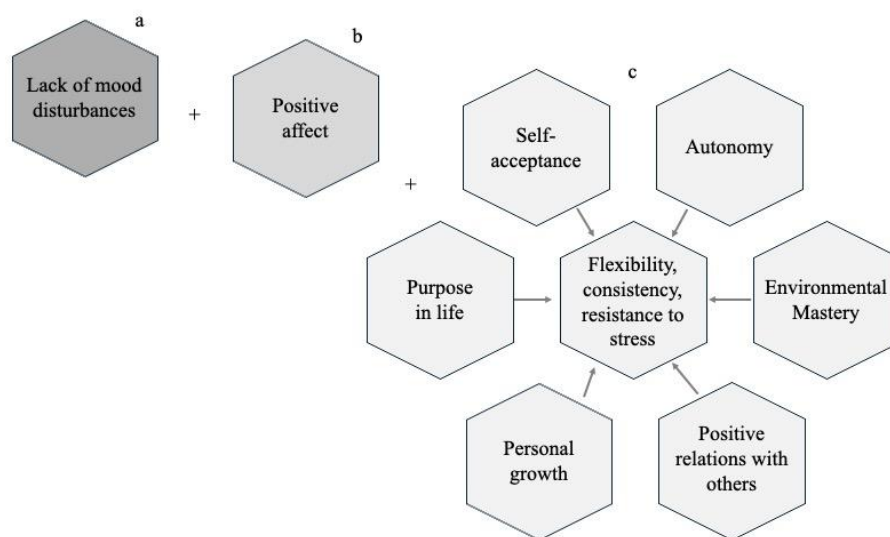 a
Lack of mood
disturbances
+
b
Positive
affect
+
c
Self-
acceptance
Autonomy
Purpose
in life
Flexibility,
consistency,
resistance to
stress
Environmental
Mastery
Personal
growth
Positive
relations with
others